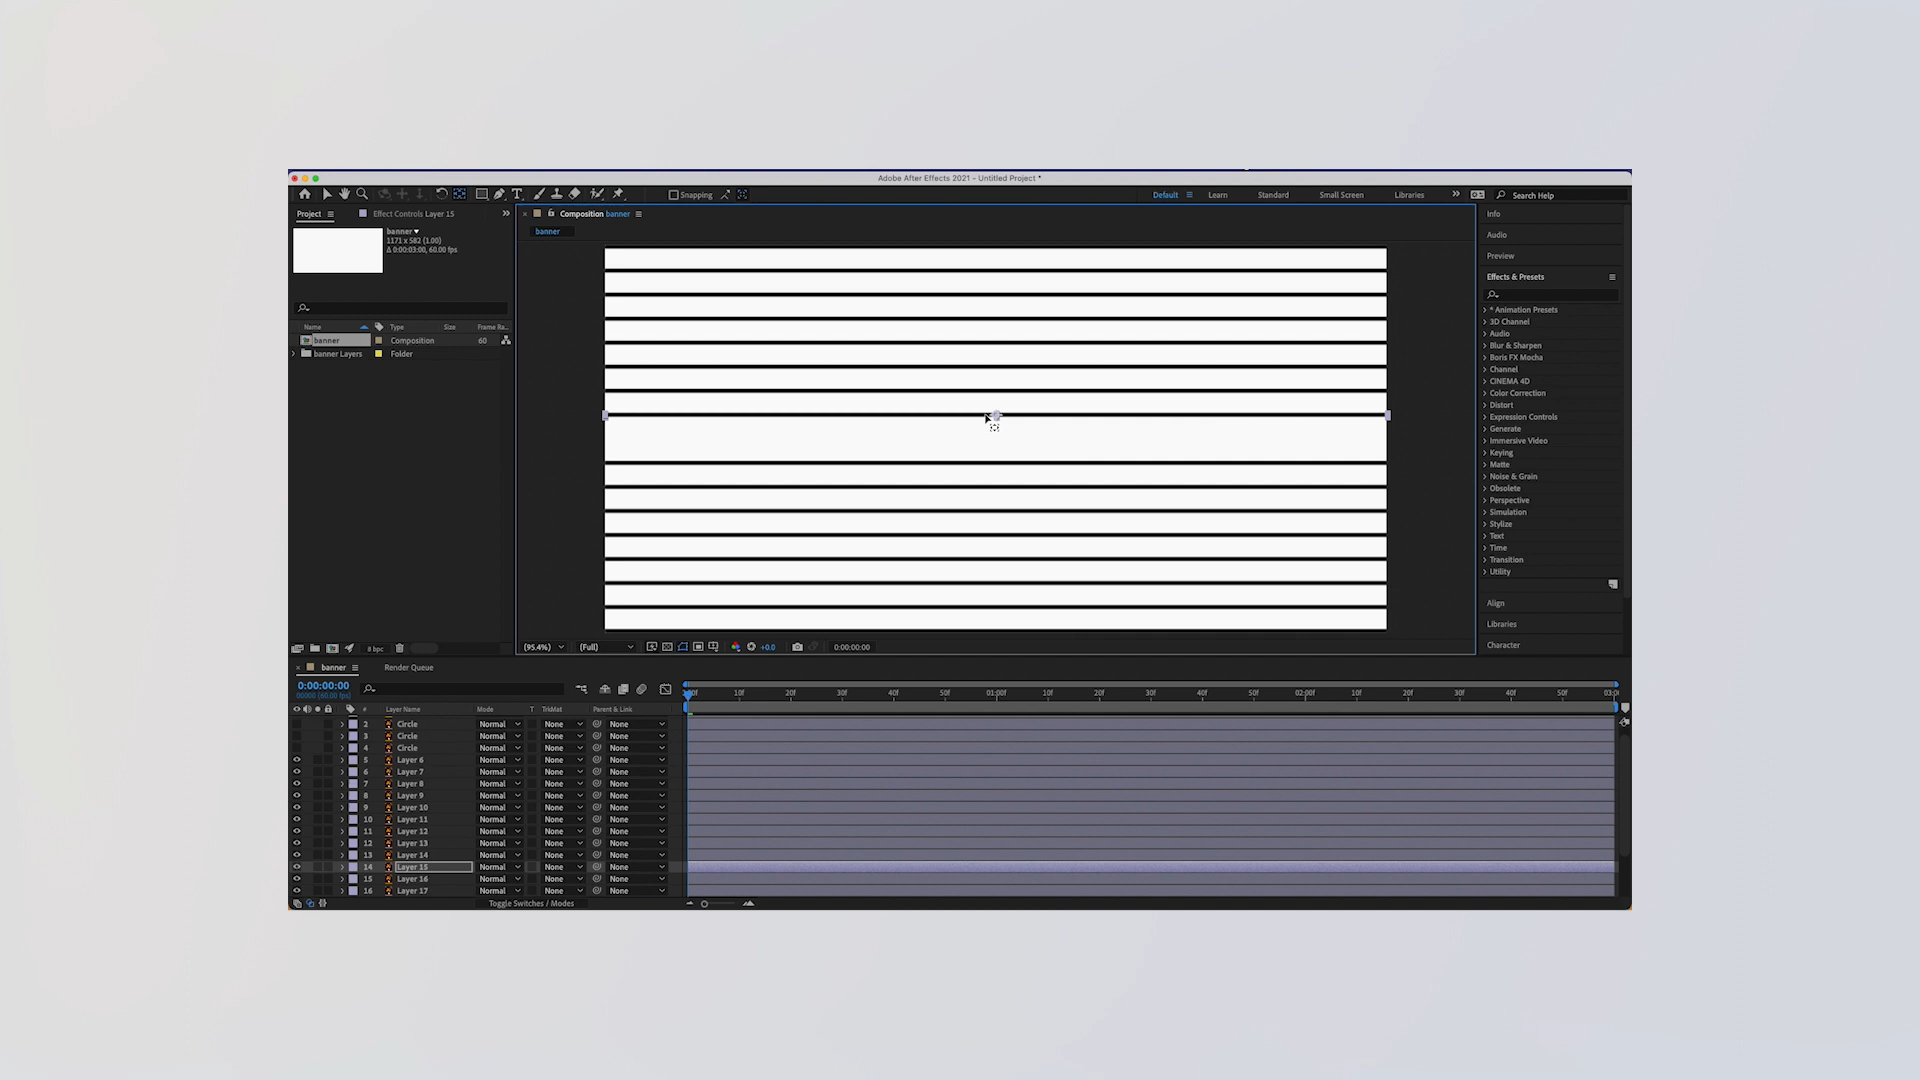 Adobe After Effects 2021 - Untitled Project *
Snapping
Default
Learn
Standard
Small Screen
Libraries
Search Help
Project
Effect Controls Layer 15
Composition banner
banner
banner
1171 x 582 (1.00)
Δ 0:00:03:00, 60.00 fps
Name
Type
Size
Frame Ra...
banner
Composition
60
banner Layers
Folder
8 bpc
(95.4%)
(Full)
+0.0
0:00:00:00
Info
Audio
Preview
Effects & Presets
* Animation Presets
3D Channel
Audio
Blur & Sharpen
Boris FX Mocha
Channel
CINEMA 4D
Color Correction
Distort
Expression Controls
Generate
Immersive Video
Keying
Matte
Noise & Grain
Obsolete
Perspective
Simulation
Stylize
Text
Time
Transition
Utility
Align
Libraries
Character
banner
Render Queue
0:00:00:00
00000 (60.00 fps)
# Layer Name Mode T TrkMat Parent & Link
10f 20f 30f 40f 50f 01:00f 10f 20f 30f 40f 50f 02:00f 10f 20f 30f 40f 50f
2 Circle Normal None None
3 Circle Normal None None
4 Circle Normal None None
5 Layer 6 Normal None None
6 Layer 7 Normal None None
7 Layer 8 Normal None None
8 Layer 9 Normal None None
9 Layer 10 Normal None None
10 Layer 11 Normal None None
11 Layer 12 Normal None None
12 Layer 13 Normal None None
13 Layer 14 Normal None None
14 Layer 15 Normal None None
15 Layer 16 Normal None None
16 Layer 17 Normal None None
Toggle Switches / Modes